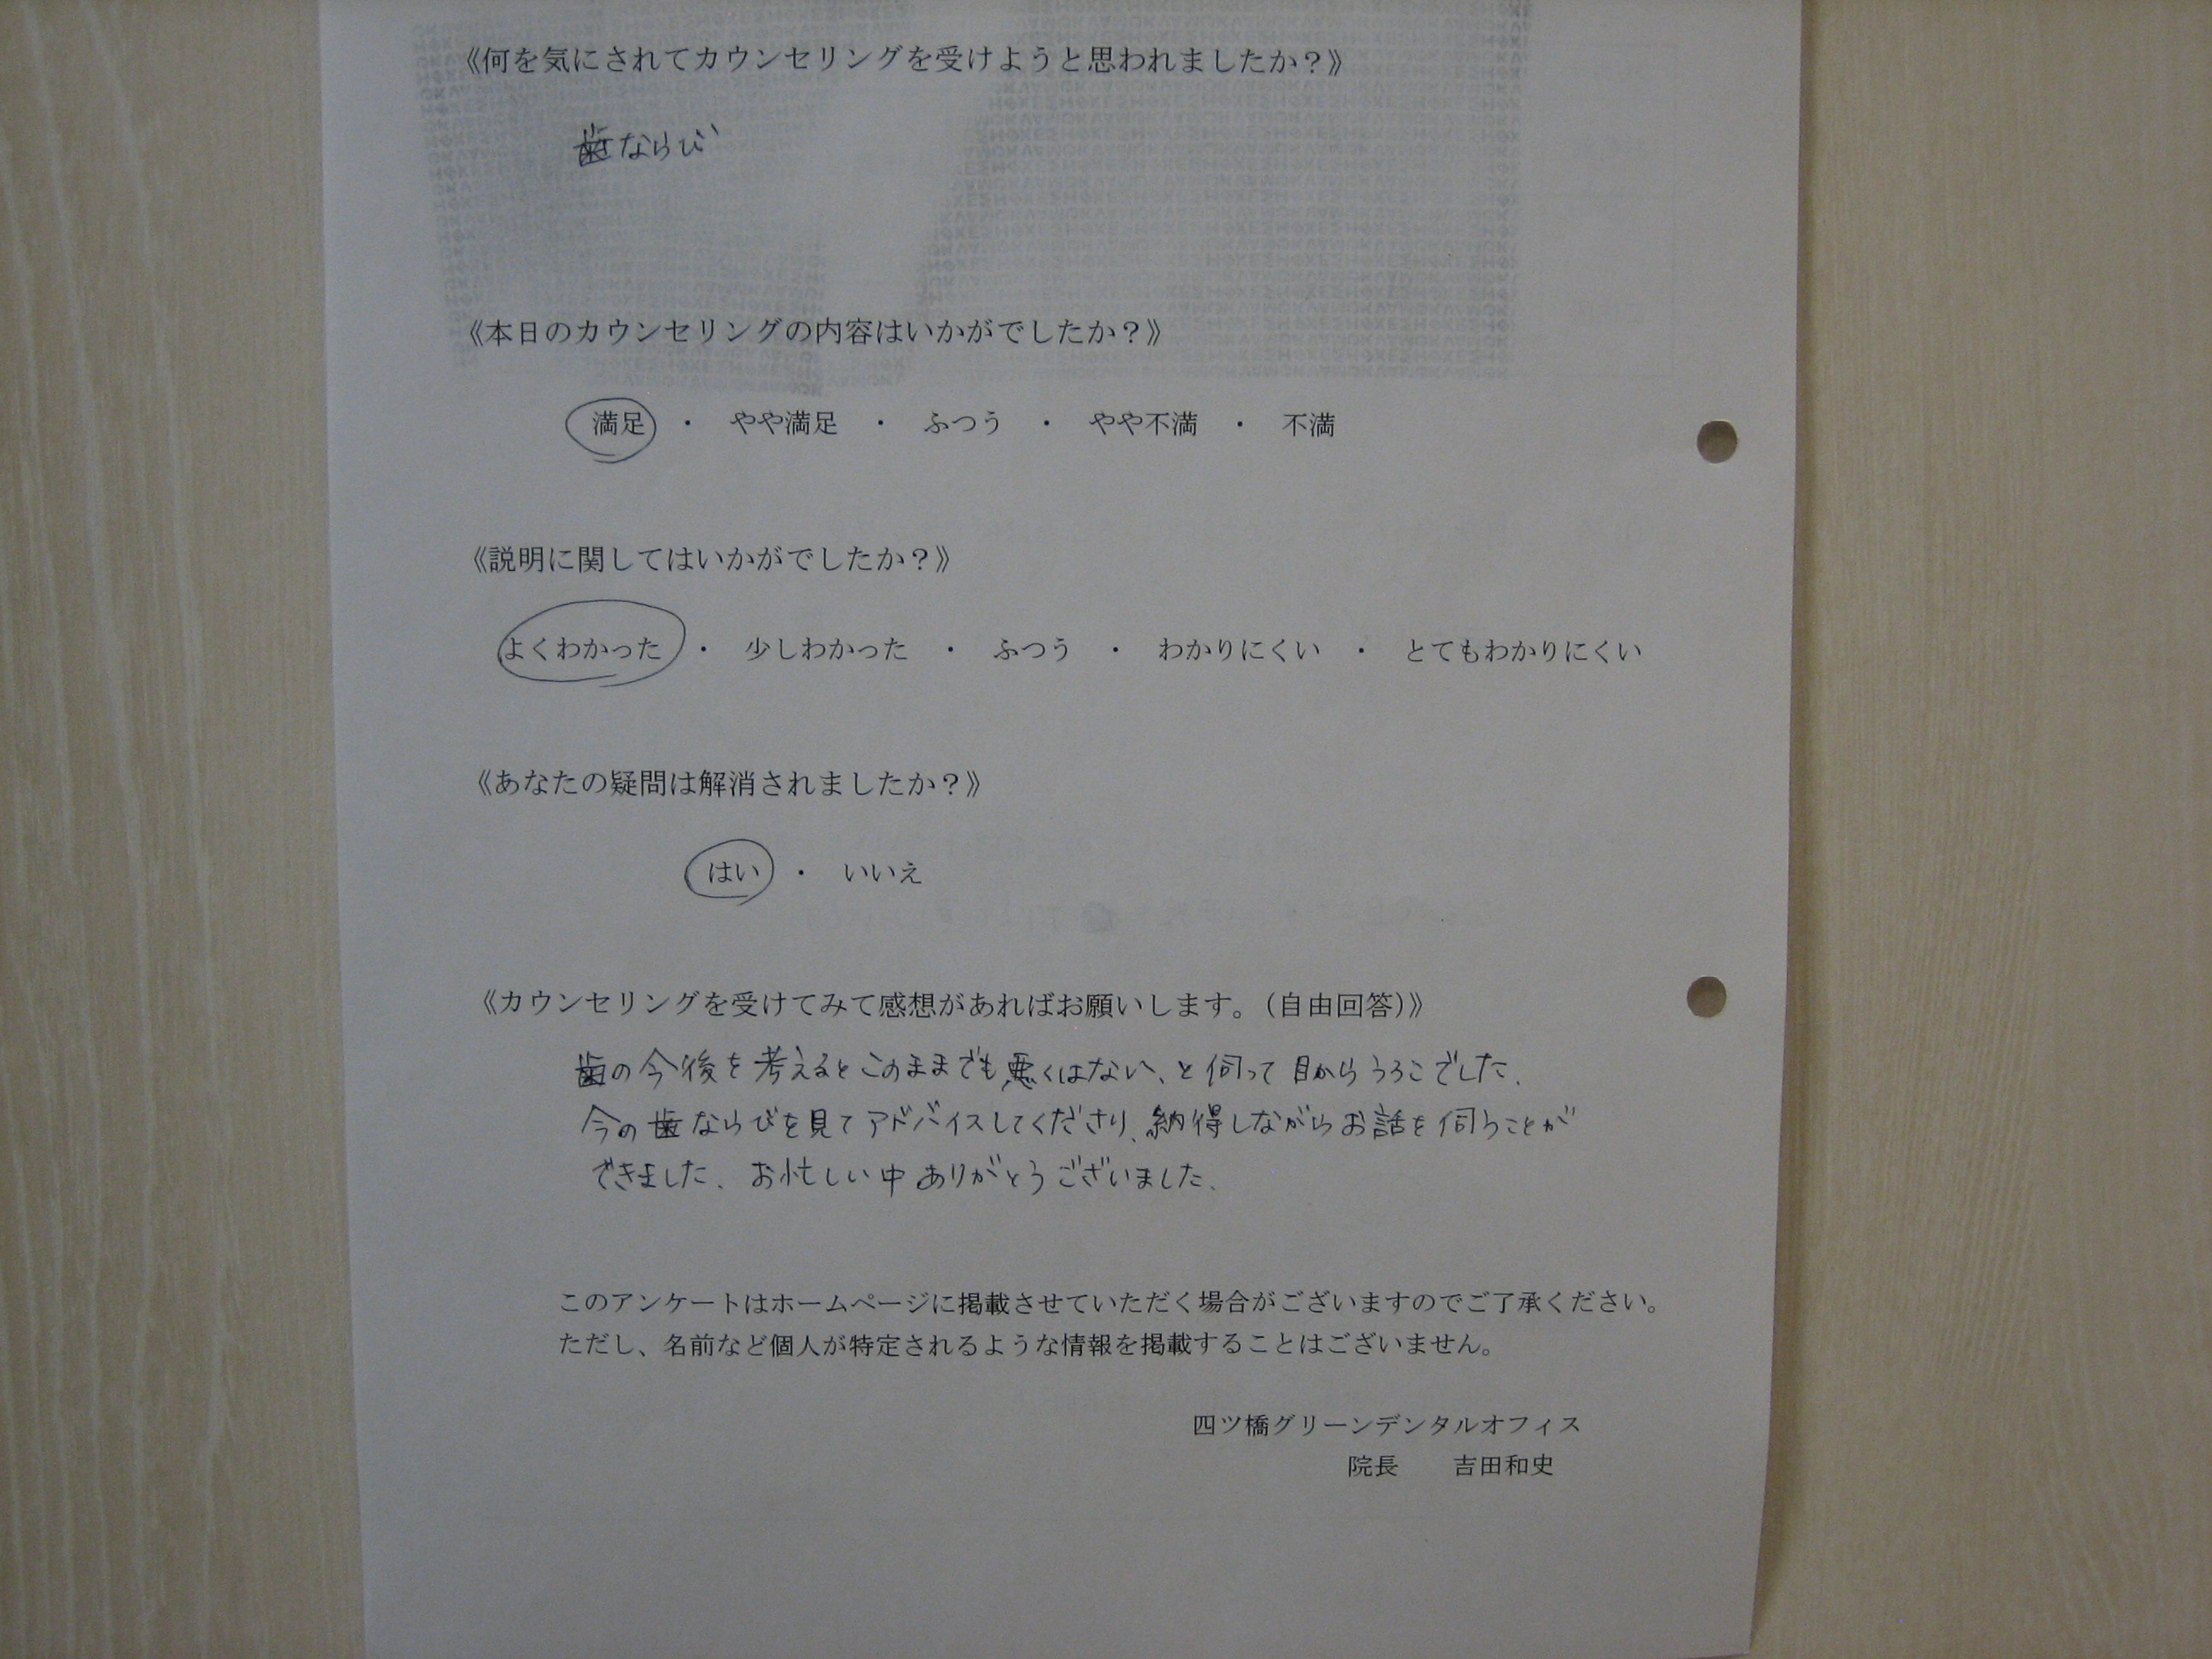 《何を気にされてカウンセリングを受けようと思われましたか？》
歯ならび
《本日のカウンセリングの内容はいかがでしたか？》
満足 ・ やや満足 ・ ふつう ・ やや不満 ・ 不満
《説明に関してはいかがでしたか？》
よくわかった ・ 少しわかった ・ ふつう ・ わかりにくい ・ とてもわかりにくい
《あなたの疑問は解消されましたか？》
はい ・ いいえ
《カウンセリングを受けてみて感想があればお願いします。（自由回答）》
歯の今後を考えるとこのままでも悪くはない、と伺って目からうろこでした。
今の歯ならびを見てアドバイスしてくださり、納得しながらお話を伺うことが
できました。お忙しい中ありがとうございました。
このアンケートはホームページに掲載させていただく場合がございますのでご了承ください。
ただし、名前など個人が特定されるような情報を掲載することはございません。
四ツ橋グリーンデンタルオフィス
院長　　吉田和史